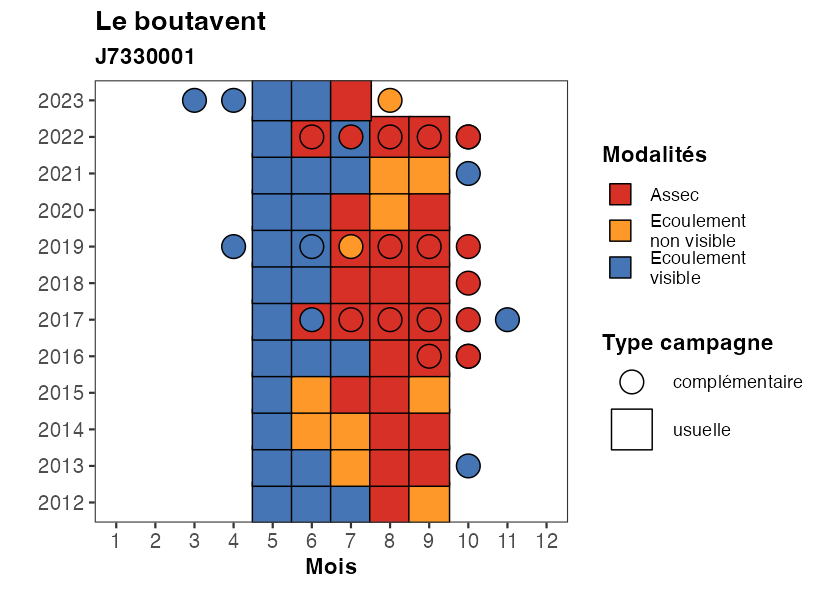 Le boutavent
J7330001
2023
2022
2021
2020
2019
2018
2017
2016
2015
2014
2013
2012
1 2 3 4 5 6 7 8 9 10 11 12
Mois
Modalités
Assec
Ecoulement
non visible
Ecoulement
visible
Type campagne
complémentaire
usuelle